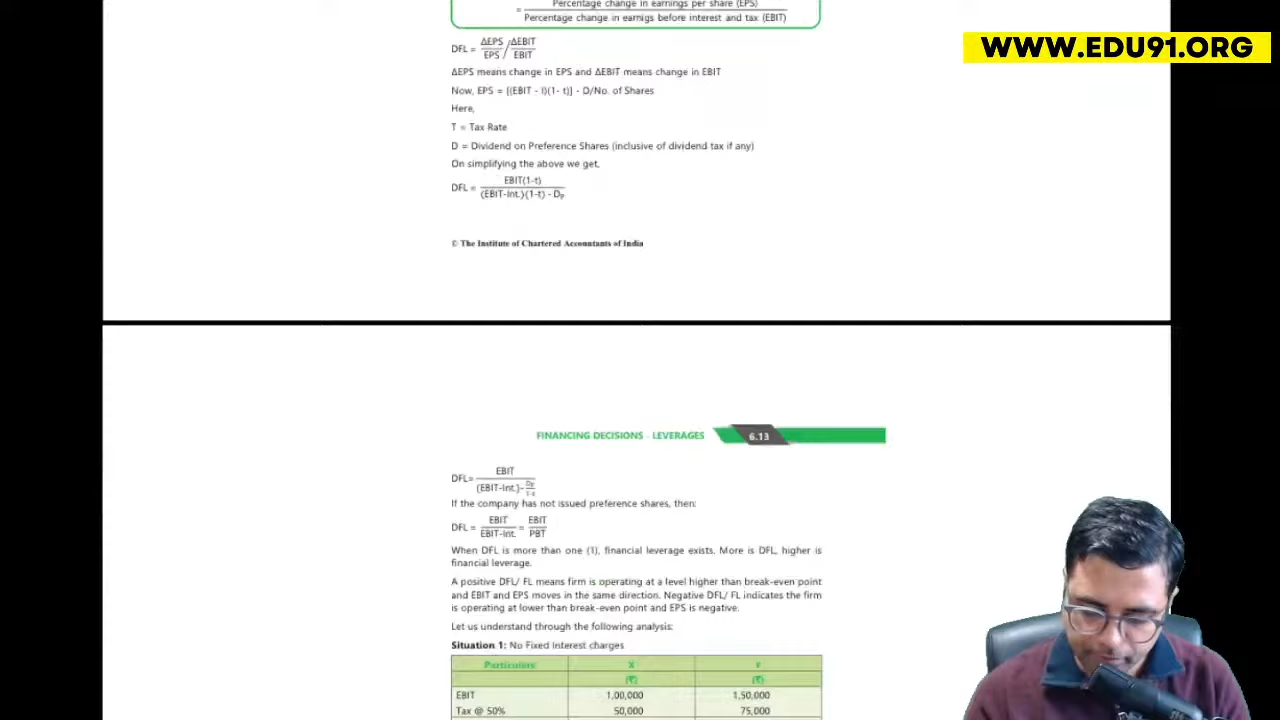 WWW.EDU91.ORG
= Percentage change in earnings per share (EPS)
Percentage change in earnigs before interest and tax (EBIT)
DFL = ΔEPS/EPS / ΔEBIT/EBIT
ΔEPS means change in EPS and ΔEBIT means change in EBIT
Now, EPS = [(EBIT - I)(1- t)] - D/No. of Shares
Here,
T = Tax Rate
D = Dividend on Preference Shares (inclusive of dividend tax if any)
On simplifying the above we get,
DFL = EBIT(1-t) / (EBIT-Int.)(1-t) - Dp
© The Institute of Chartered Accountants of India
FINANCING DECISIONS - LEVERAGES 6.13
DFL= EBIT / (EBIT-Int.)- Dp/1-t
If the company has not issued preference shares, then:
DFL = EBIT / EBIT-Int. = EBIT / PBT
When DFL is more than one (1), financial leverage exists. More is DFL, higher is
financial leverage.
A positive DFL/ FL means firm is operating at a level higher than break-even point
and EBIT and EPS moves in the same direction. Negative DFL/ FL indicates the firm
is operating at lower than break-even point and EPS is negative.
Let us understand through the following analysis:
Situation 1: No Fixed Interest charges
Particulars X Y
(₹) (₹)
EBIT 1,00,000 1,50,000
Tax @ 50% 50,000 75,000